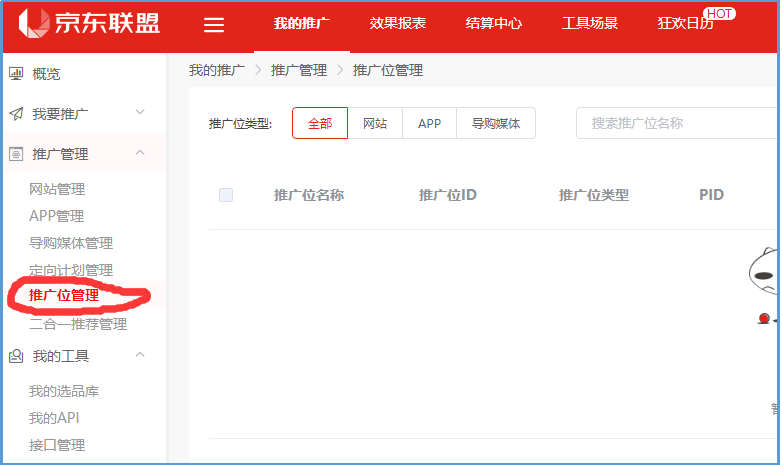 京东联盟
我的推广 效果报表 结算中心 工具场景 狂欢日历 HOT
概览
我要推广
推广管理
网站管理
APP管理
导购媒体管理
定向计划管理
推广位管理
二合一推荐管理
我的工具
我的选品库
我的API
接口管理
我的推广 > 推广管理 > 推广位管理
推广位类型: 全部 网站 APP 导购媒体 搜索推广位名称
推广位名称 推广位ID 推广位类型 PID